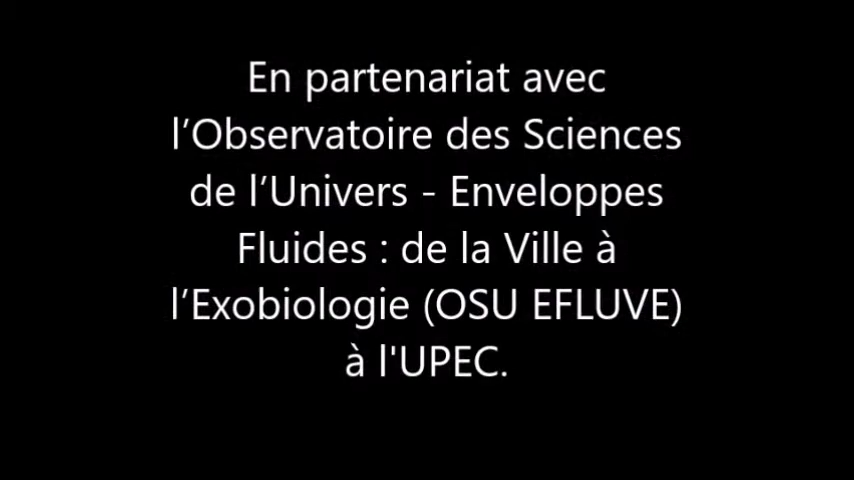 En partenariat avec
l’Observatoire des Sciences
de l’Univers - Enveloppes
Fluides : de la Ville à
l’Exobiologie (OSU EFLUVE)
à l'UPEC.